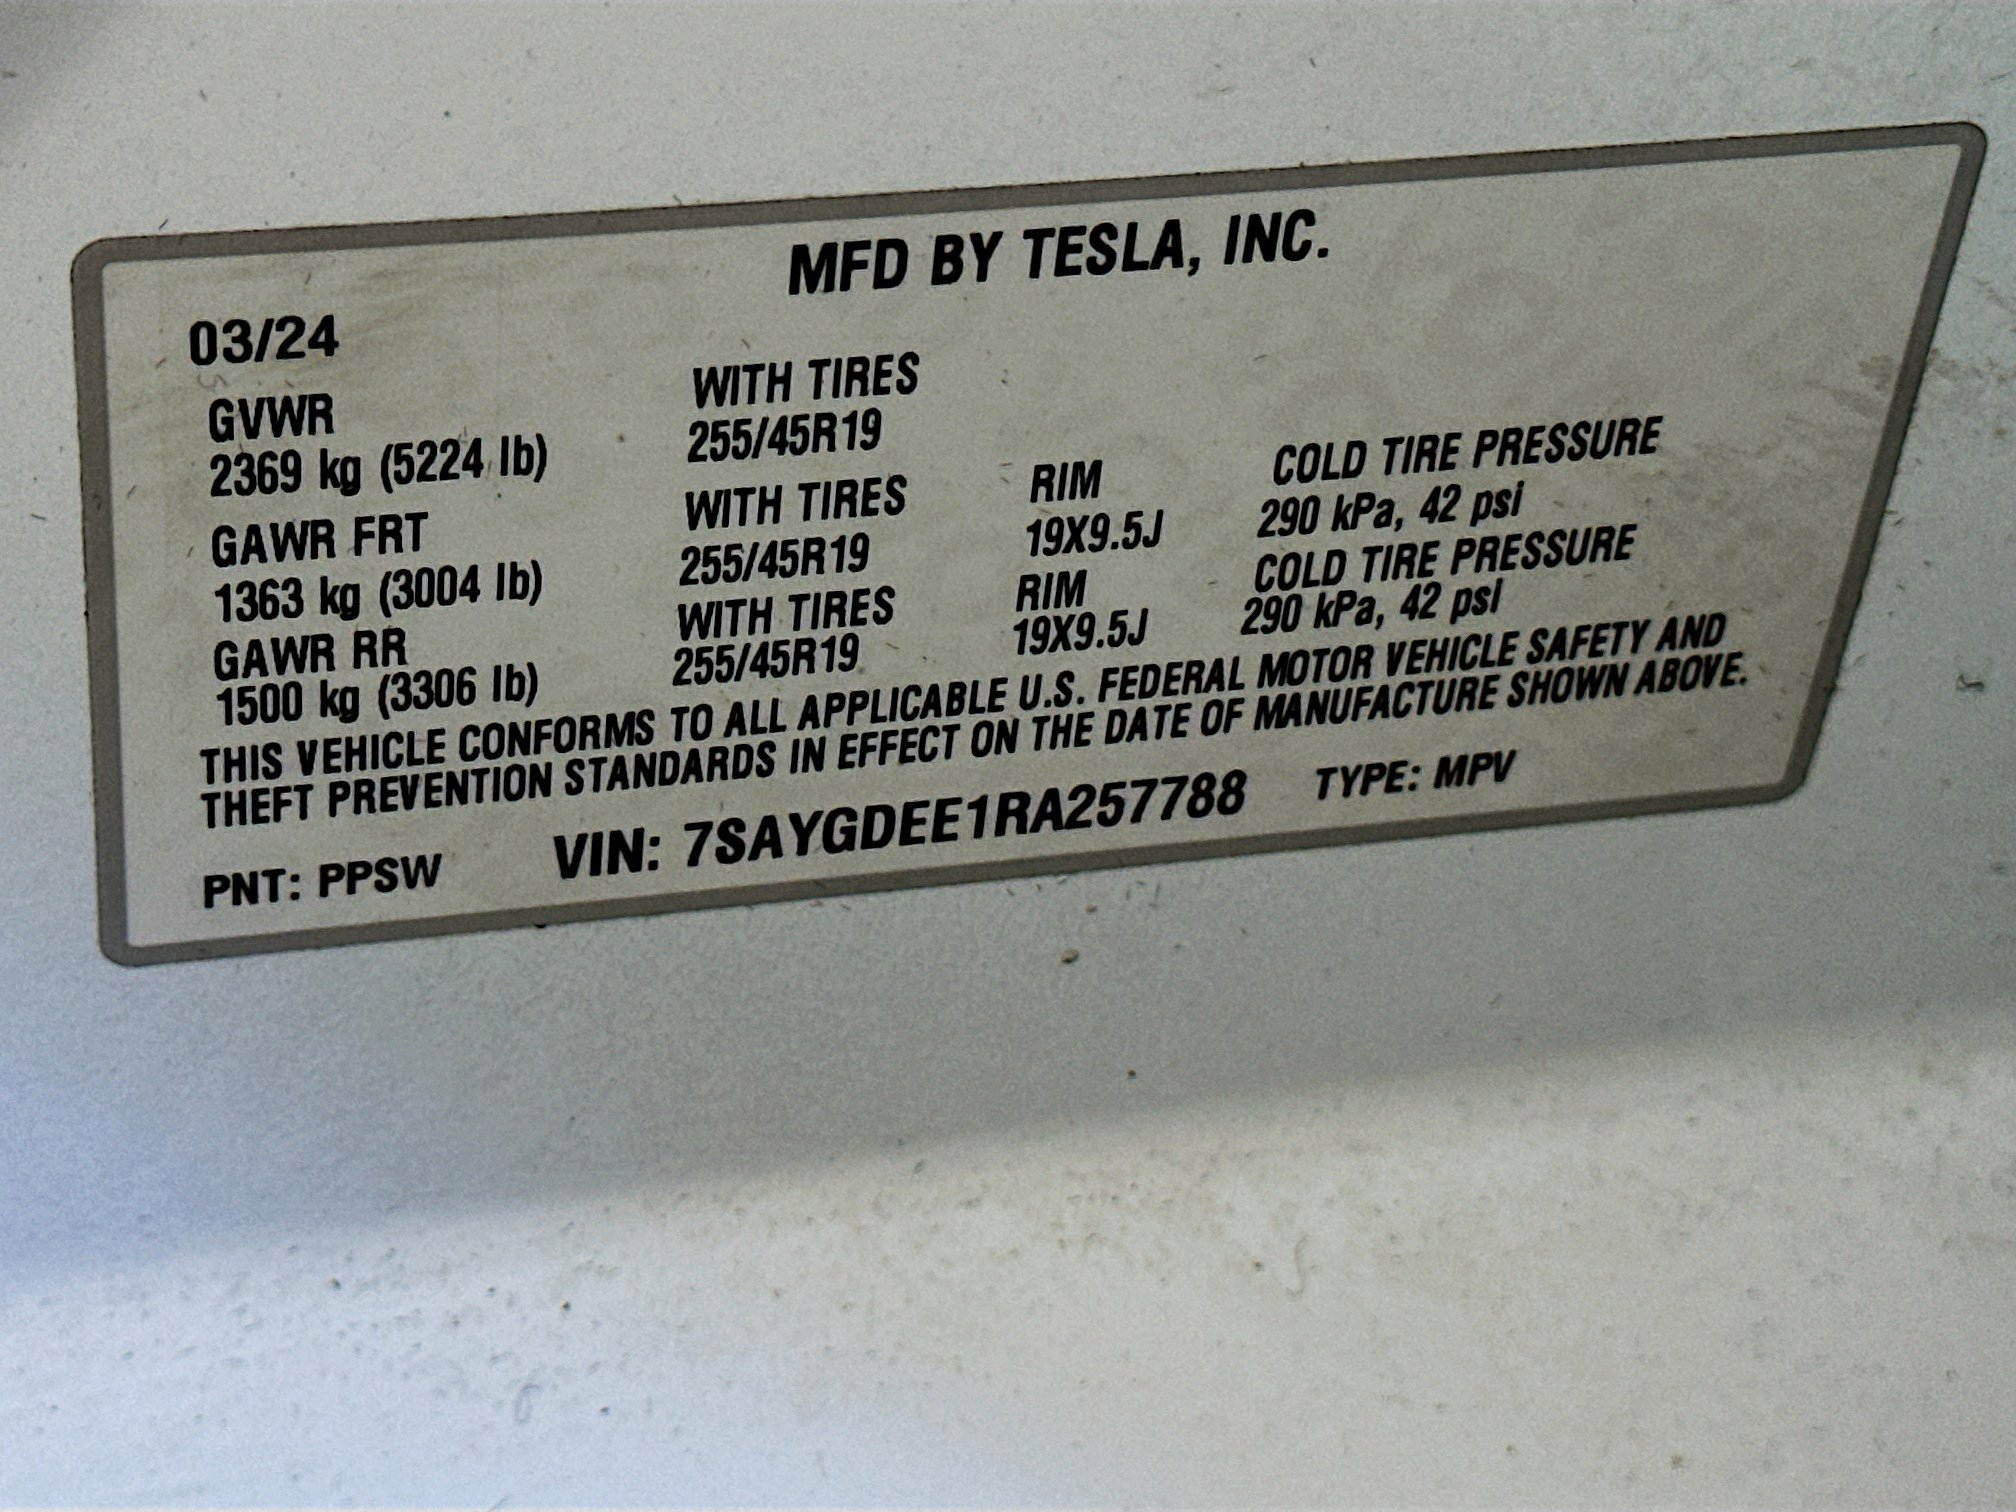 MFD BY TESLA, INC.
03/24
GVWR WITH TIRES
2369 kg (5224 lb) 255/45R19
GAWR FRT WITH TIRES RIM COLD TIRE PRESSURE
1363 kg (3004 lb) 255/45R19 19X9.5J 290 kPa, 42 psi
GAWR RR WITH TIRES RIM COLD TIRE PRESSURE
1500 kg (3306 lb) 255/45R19 19X9.5J 290 kPa, 42 psi
THIS VEHICLE CONFORMS TO ALL APPLICABLE U.S. FEDERAL MOTOR VEHICLE SAFETY AND
THEFT PREVENTION STANDARDS IN EFFECT ON THE DATE OF MANUFACTURE SHOWN ABOVE.
PNT: PPSW VIN: 7SAYGDEE1RA257788 TYPE: MPV